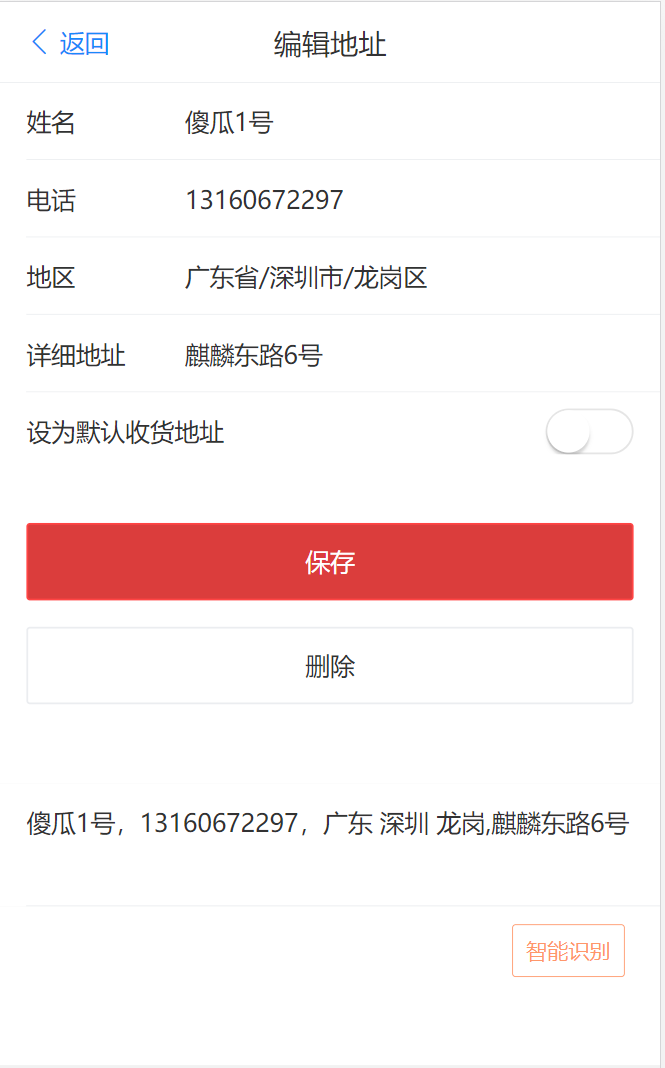 返回 编辑地址
姓名 傻瓜1号
电话 13160672297
地区 广东省/深圳市/龙岗区
详细地址 麒麟东路6号
设为默认收货地址
保存
删除
傻瓜1号，13160672297，广东 深圳 龙岗,麒麟东路6号
智能识别